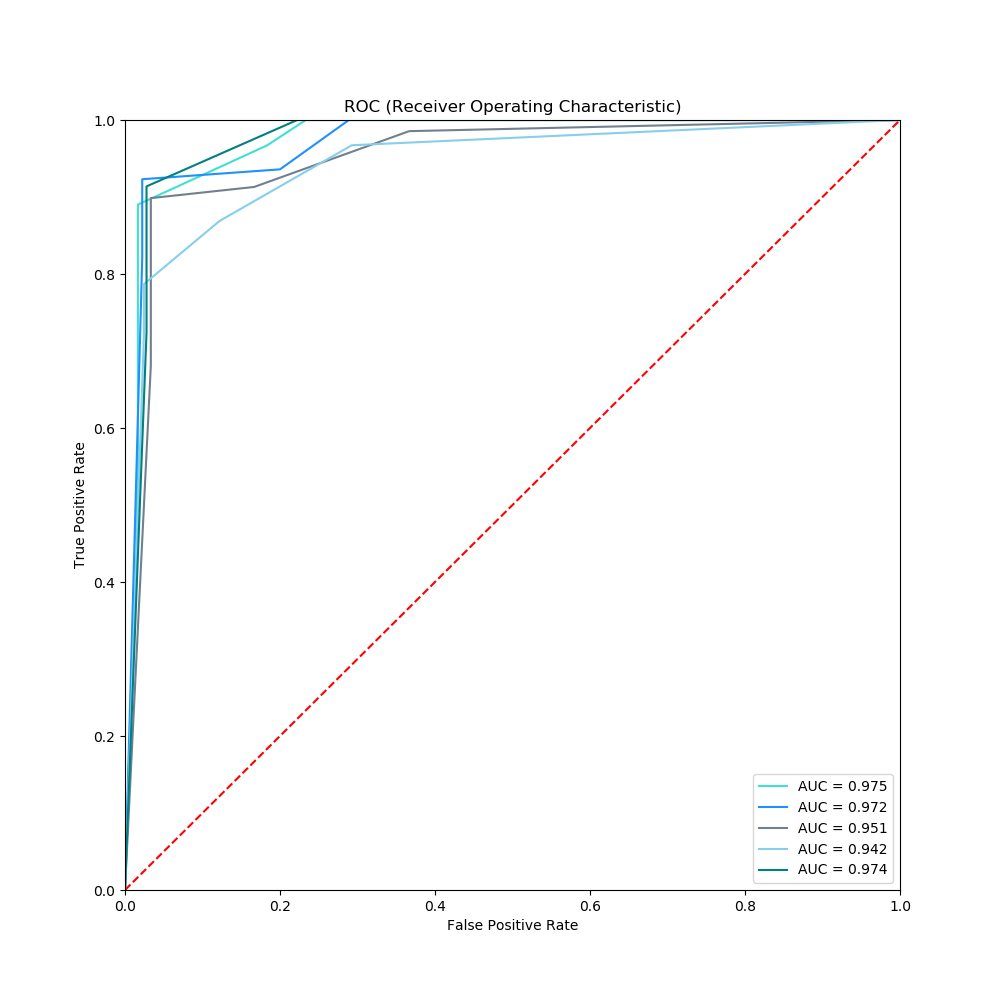 ROC (Receiver Operating Characteristic)
1.0
0.8
0.6
0.4
0.2
0.0
True Positive Rate
0.0 0.2 0.4 0.6 0.8 1.0
False Positive Rate
AUC = 0.975
AUC = 0.972
AUC = 0.951
AUC = 0.942
AUC = 0.974